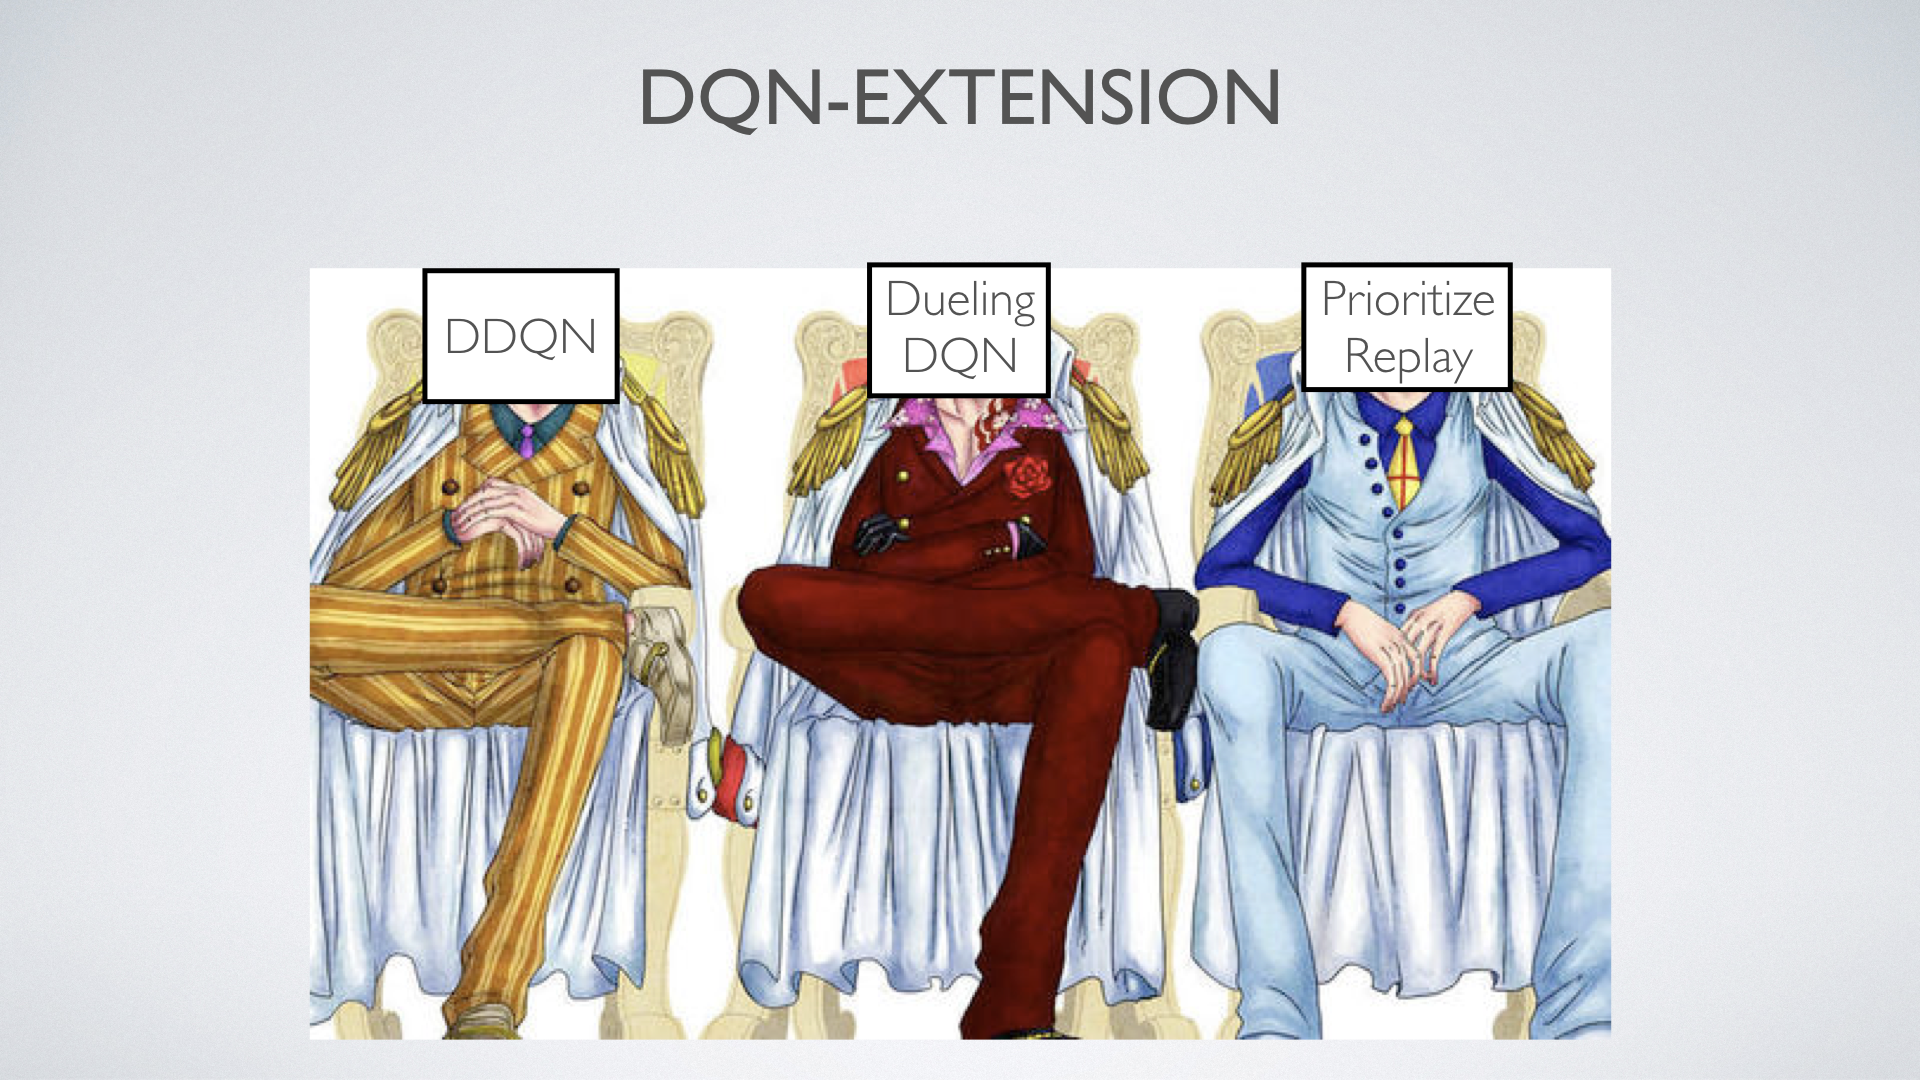 DQN-EXTENSION
DDQN
Dueling
DQN
Prioritize
Replay